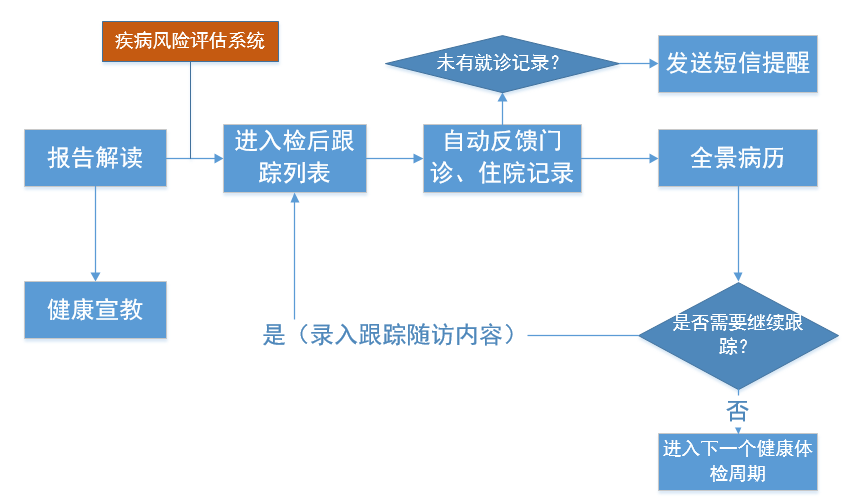 疾病风险评估系统
未有就诊记录?
发送短信提醒
报告解读
进入检后跟
踪列表
自动反馈门
诊、住院记录
全景病历
健康宣教
是（录入跟踪随访内容）
是否需要继续跟
踪?
否
进入下一个健康体
检周期